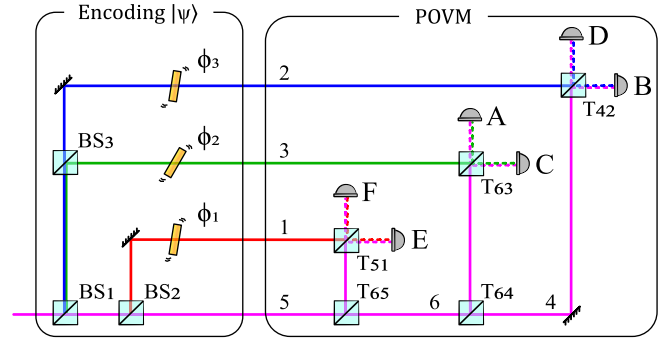 Encoding |ψ⟩
POVM
D
ϕ₃
2
B
T₄₂
BS₃
ϕ₂
A
3
C
T₆₃
F
ϕ₁
1
E
T₅₁
BS₁
BS₂
5
T₆₅
6
T₆₄
4